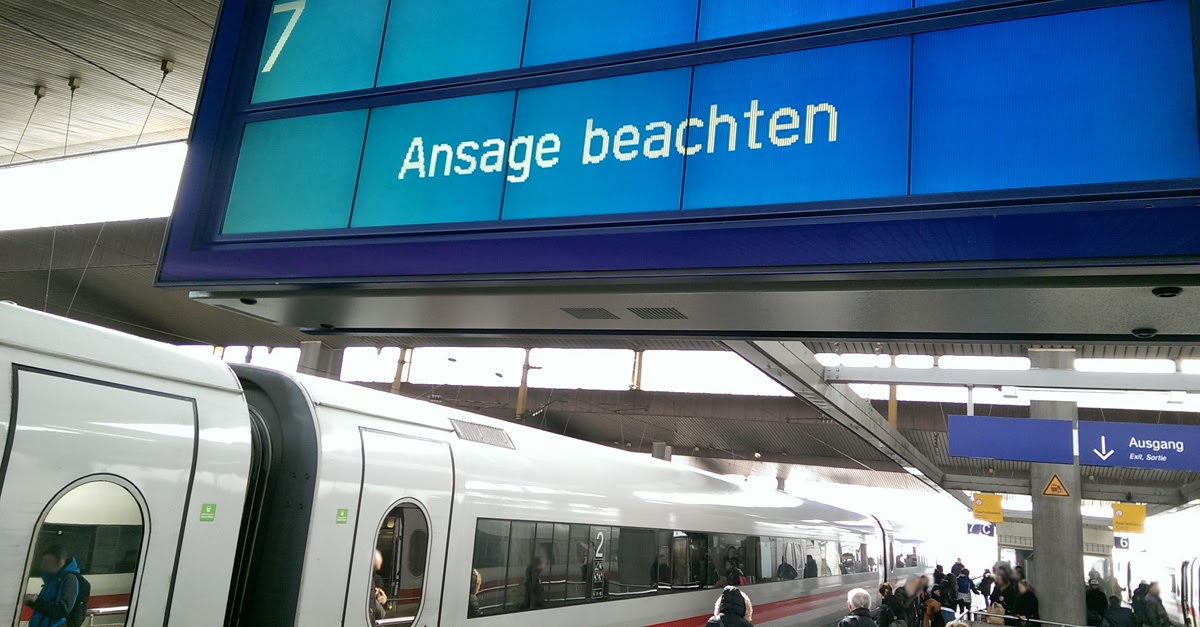 7
Ansage beachten
Ausgang
Exit, Sortie
2
7 C
6